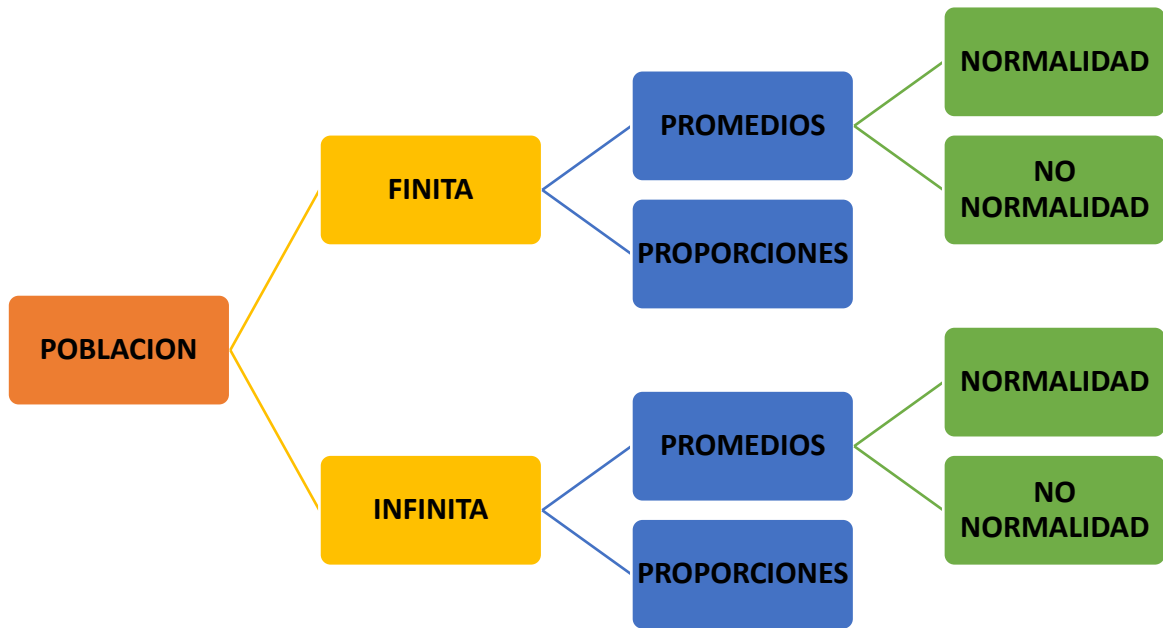 POBLACION
FINITA
PROMEDIOS
NORMALIDAD
NO
NORMALIDAD
PROPORCIONES
INFINITA
PROMEDIOS
NORMALIDAD
NO
NORMALIDAD
PROPORCIONES